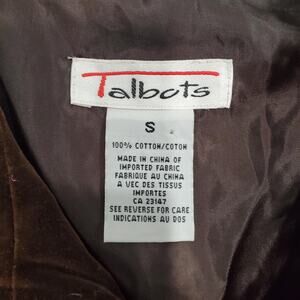 Talbots
S
100% COTTON/COTON
MADE IN CHINA OF
IMPORTED FABRIC
FABRIQUE AU CHINA
A VEC DES TISSUS
IMPORTES
CA 23147
SEE REVERSE FOR CARE
INDICATIONS AU DOS